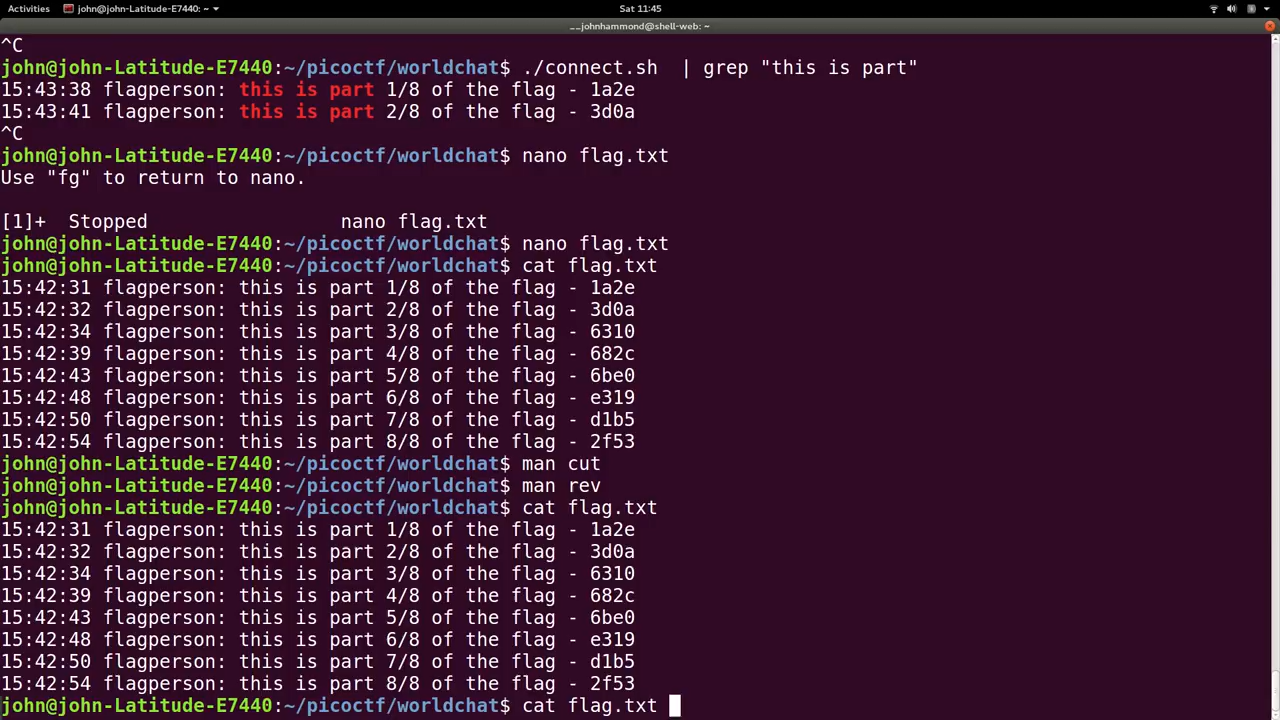 Activities john@john-Latitude-E7440: ~ Sat 11:45
__johnhammond@shell-web: ~
^C
john@john-Latitude-E7440:~/picoctf/worldchat$ ./connect.sh  | grep "this is part"
15:43:38 flagperson: this is part 1/8 of the flag - 1a2e
15:43:41 flagperson: this is part 2/8 of the flag - 3d0a
^C
john@john-Latitude-E7440:~/picoctf/worldchat$ nano flag.txt
Use "fg" to return to nano.
[1]+  Stopped                 nano flag.txt
john@john-Latitude-E7440:~/picoctf/worldchat$ nano flag.txt
john@john-Latitude-E7440:~/picoctf/worldchat$ cat flag.txt
15:42:31 flagperson: this is part 1/8 of the flag - 1a2e
15:42:32 flagperson: this is part 2/8 of the flag - 3d0a
15:42:34 flagperson: this is part 3/8 of the flag - 6310
15:42:39 flagperson: this is part 4/8 of the flag - 682c
15:42:43 flagperson: this is part 5/8 of the flag - 6be0
15:42:48 flagperson: this is part 6/8 of the flag - e319
15:42:50 flagperson: this is part 7/8 of the flag - d1b5
15:42:54 flagperson: this is part 8/8 of the flag - 2f53
john@john-Latitude-E7440:~/picoctf/worldchat$ man cut
john@john-Latitude-E7440:~/picoctf/worldchat$ man rev
john@john-Latitude-E7440:~/picoctf/worldchat$ cat flag.txt
15:42:31 flagperson: this is part 1/8 of the flag - 1a2e
15:42:32 flagperson: this is part 2/8 of the flag - 3d0a
15:42:34 flagperson: this is part 3/8 of the flag - 6310
15:42:39 flagperson: this is part 4/8 of the flag - 682c
15:42:43 flagperson: this is part 5/8 of the flag - 6be0
15:42:48 flagperson: this is part 6/8 of the flag - e319
15:42:50 flagperson: this is part 7/8 of the flag - d1b5
15:42:54 flagperson: this is part 8/8 of the flag - 2f53
john@john-Latitude-E7440:~/picoctf/worldchat$ cat flag.txt